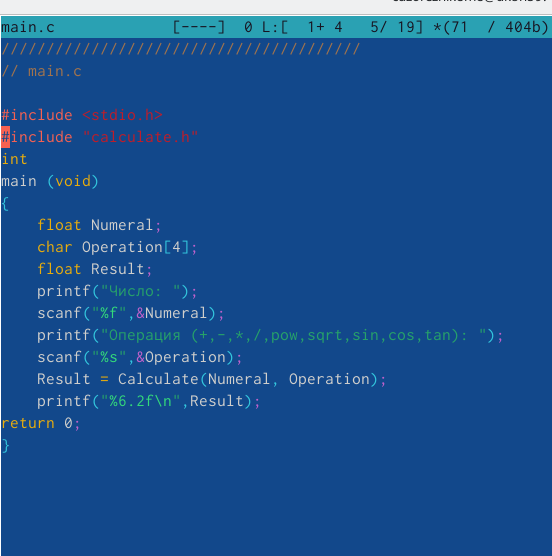 main.c [----] 0 L:[ 1+ 4 5/ 19] *(71 / 404b)
////////////////////////////////////////
// main.c
#include <stdio.h>
#include "calculate.h"
int
main (void)
{
float Numeral;
char Operation[4];
float Result;
printf("Число: ");
scanf("%f",&Numeral);
printf("Операция (+,-,*,/,pow,sqrt,sin,cos,tan): ");
scanf("%s",&Operation);
Result = Calculate(Numeral, Operation);
printf("%6.2f\n",Result);
return 0;
}